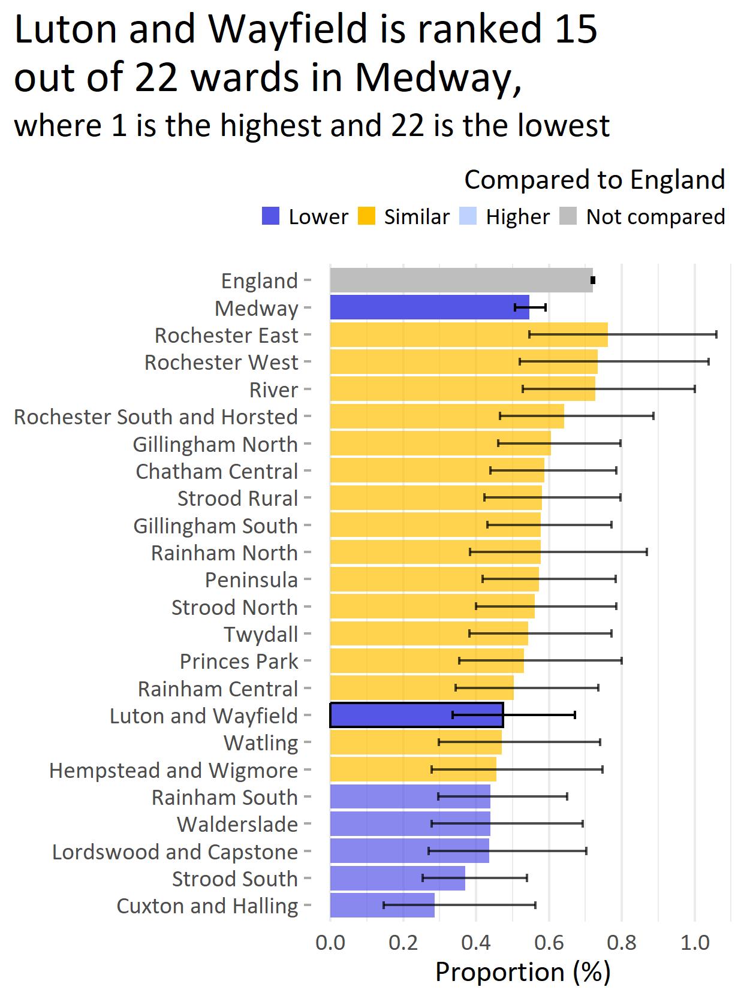 Luton and Wayfield is ranked 15
out of 22 wards in Medway,
where 1 is the highest and 22 is the lowest
Compared to England
Lower Similar Higher Not compared
England
Medway
Rochester East
Rochester West
River
Rochester South and Horsted
Gillingham North
Chatham Central
Strood Rural
Gillingham South
Rainham North
Peninsula
Strood North
Twydall
Princes Park
Rainham Central
Luton and Wayfield
Watling
Hempstead and Wigmore
Rainham South
Walderslade
Lordswood and Capstone
Strood South
Cuxton and Halling
0.0 0.2 0.4 0.6 0.8 1.0
Proportion (%)